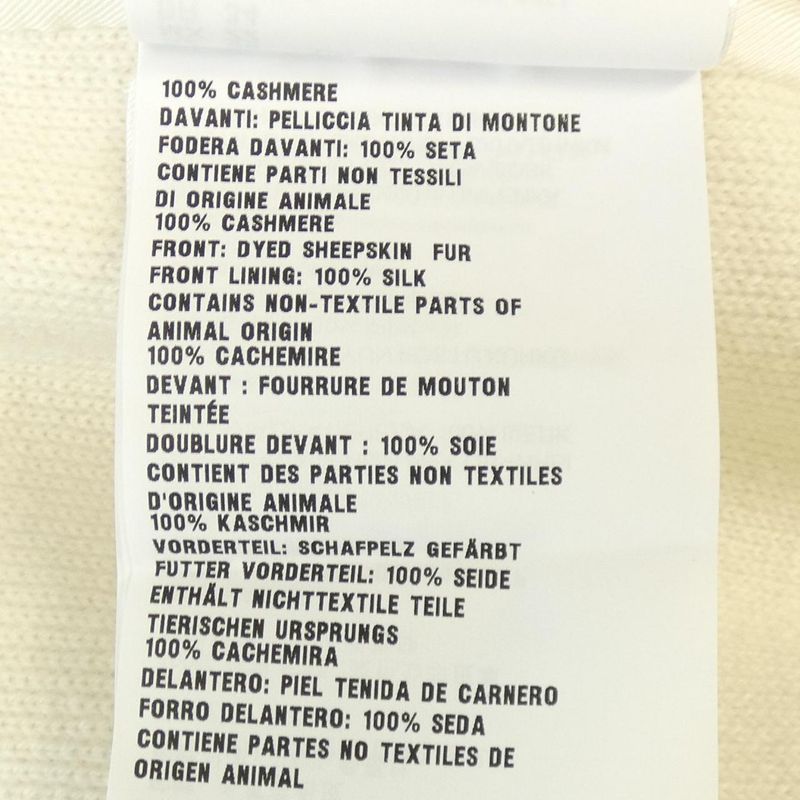 100% CASHMERE
DAVANTI: PELLICCIA TINTA DI MONTONE
FODERA DAVANTI: 100% SETA
CONTIENE PARTI NON TESSILI
DI ORIGINE ANIMALE
100% CASHMERE
FRONT: DYED SHEEPSKIN FUR
FRONT LINING: 100% SILK
CONTAINS NON-TEXTILE PARTS OF
ANIMAL ORIGIN
100% CACHEMIRE
DEVANT : FOURRURE DE MOUTON
TEINTÉE
DOUBLURE DEVANT : 100% SOIE
CONTIENT DES PARTIES NON TEXTILES
D'ORIGINE ANIMALE
100% KASCHMIR
VORDERTEIL: SCHAFPELZ GEFÄRBT
FUTTER VORDERTEIL: 100% SEIDE
ENTHÄLT NICHTTEXTILE TEILE
TIERISCHEN URSPRUNGS
100% CACHEMIRA
DELANTERO: PIEL TENIDA DE CARNERO
FORRO DELANTERO: 100% SEDA
CONTIENE PARTES NO TEXTILES DE
ORIGEN ANIMAL